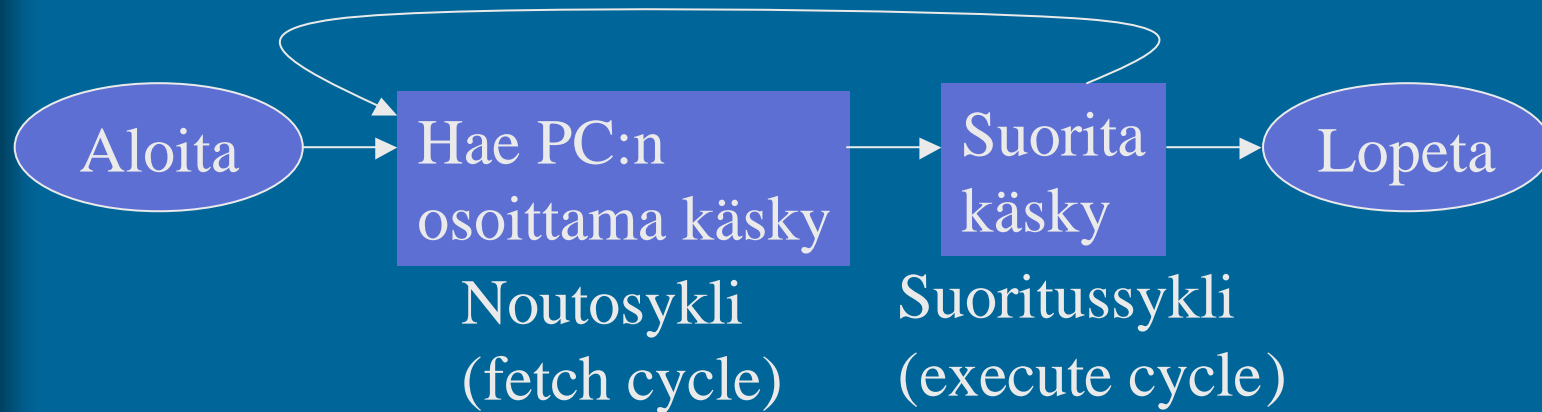 Aloita
Hae PC:n
osoittama käsky
Suorita
käsky
Lopeta
Noutosykli
(fetch cycle)
Suoritussykli
(execute cycle)